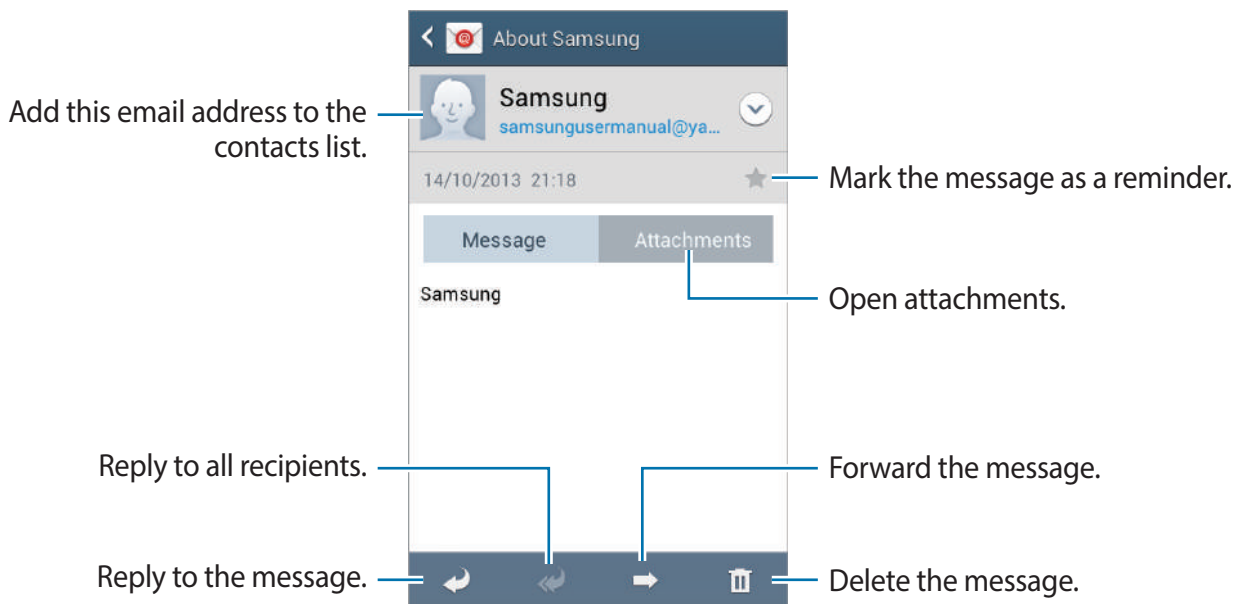 About Samsung
Samsung
samsungusermanual@ya...
Add this email address to the
contacts list.
14/10/2013 21:18
Mark the message as a reminder.
Message
Attachments
Samsung
Open attachments.
Reply to all recipients.
Forward the message.
Reply to the message.
Delete the message.